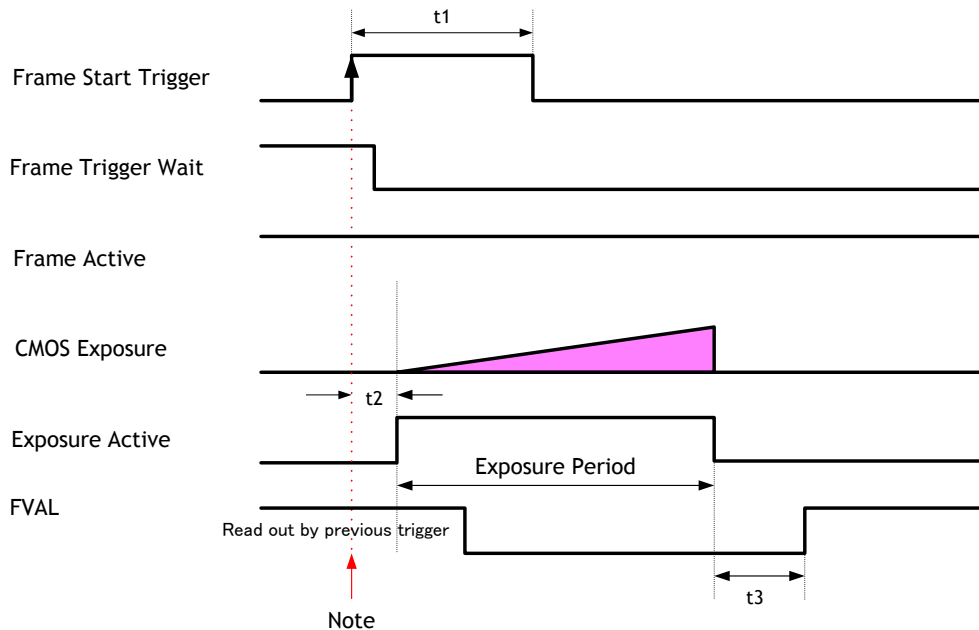 t1
Frame Start Trigger
Frame Trigger Wait
Frame Active
CMOS Exposure
t2
Exposure Active
Exposure Period
FVAL
Read out by previous trigger
t3
Note